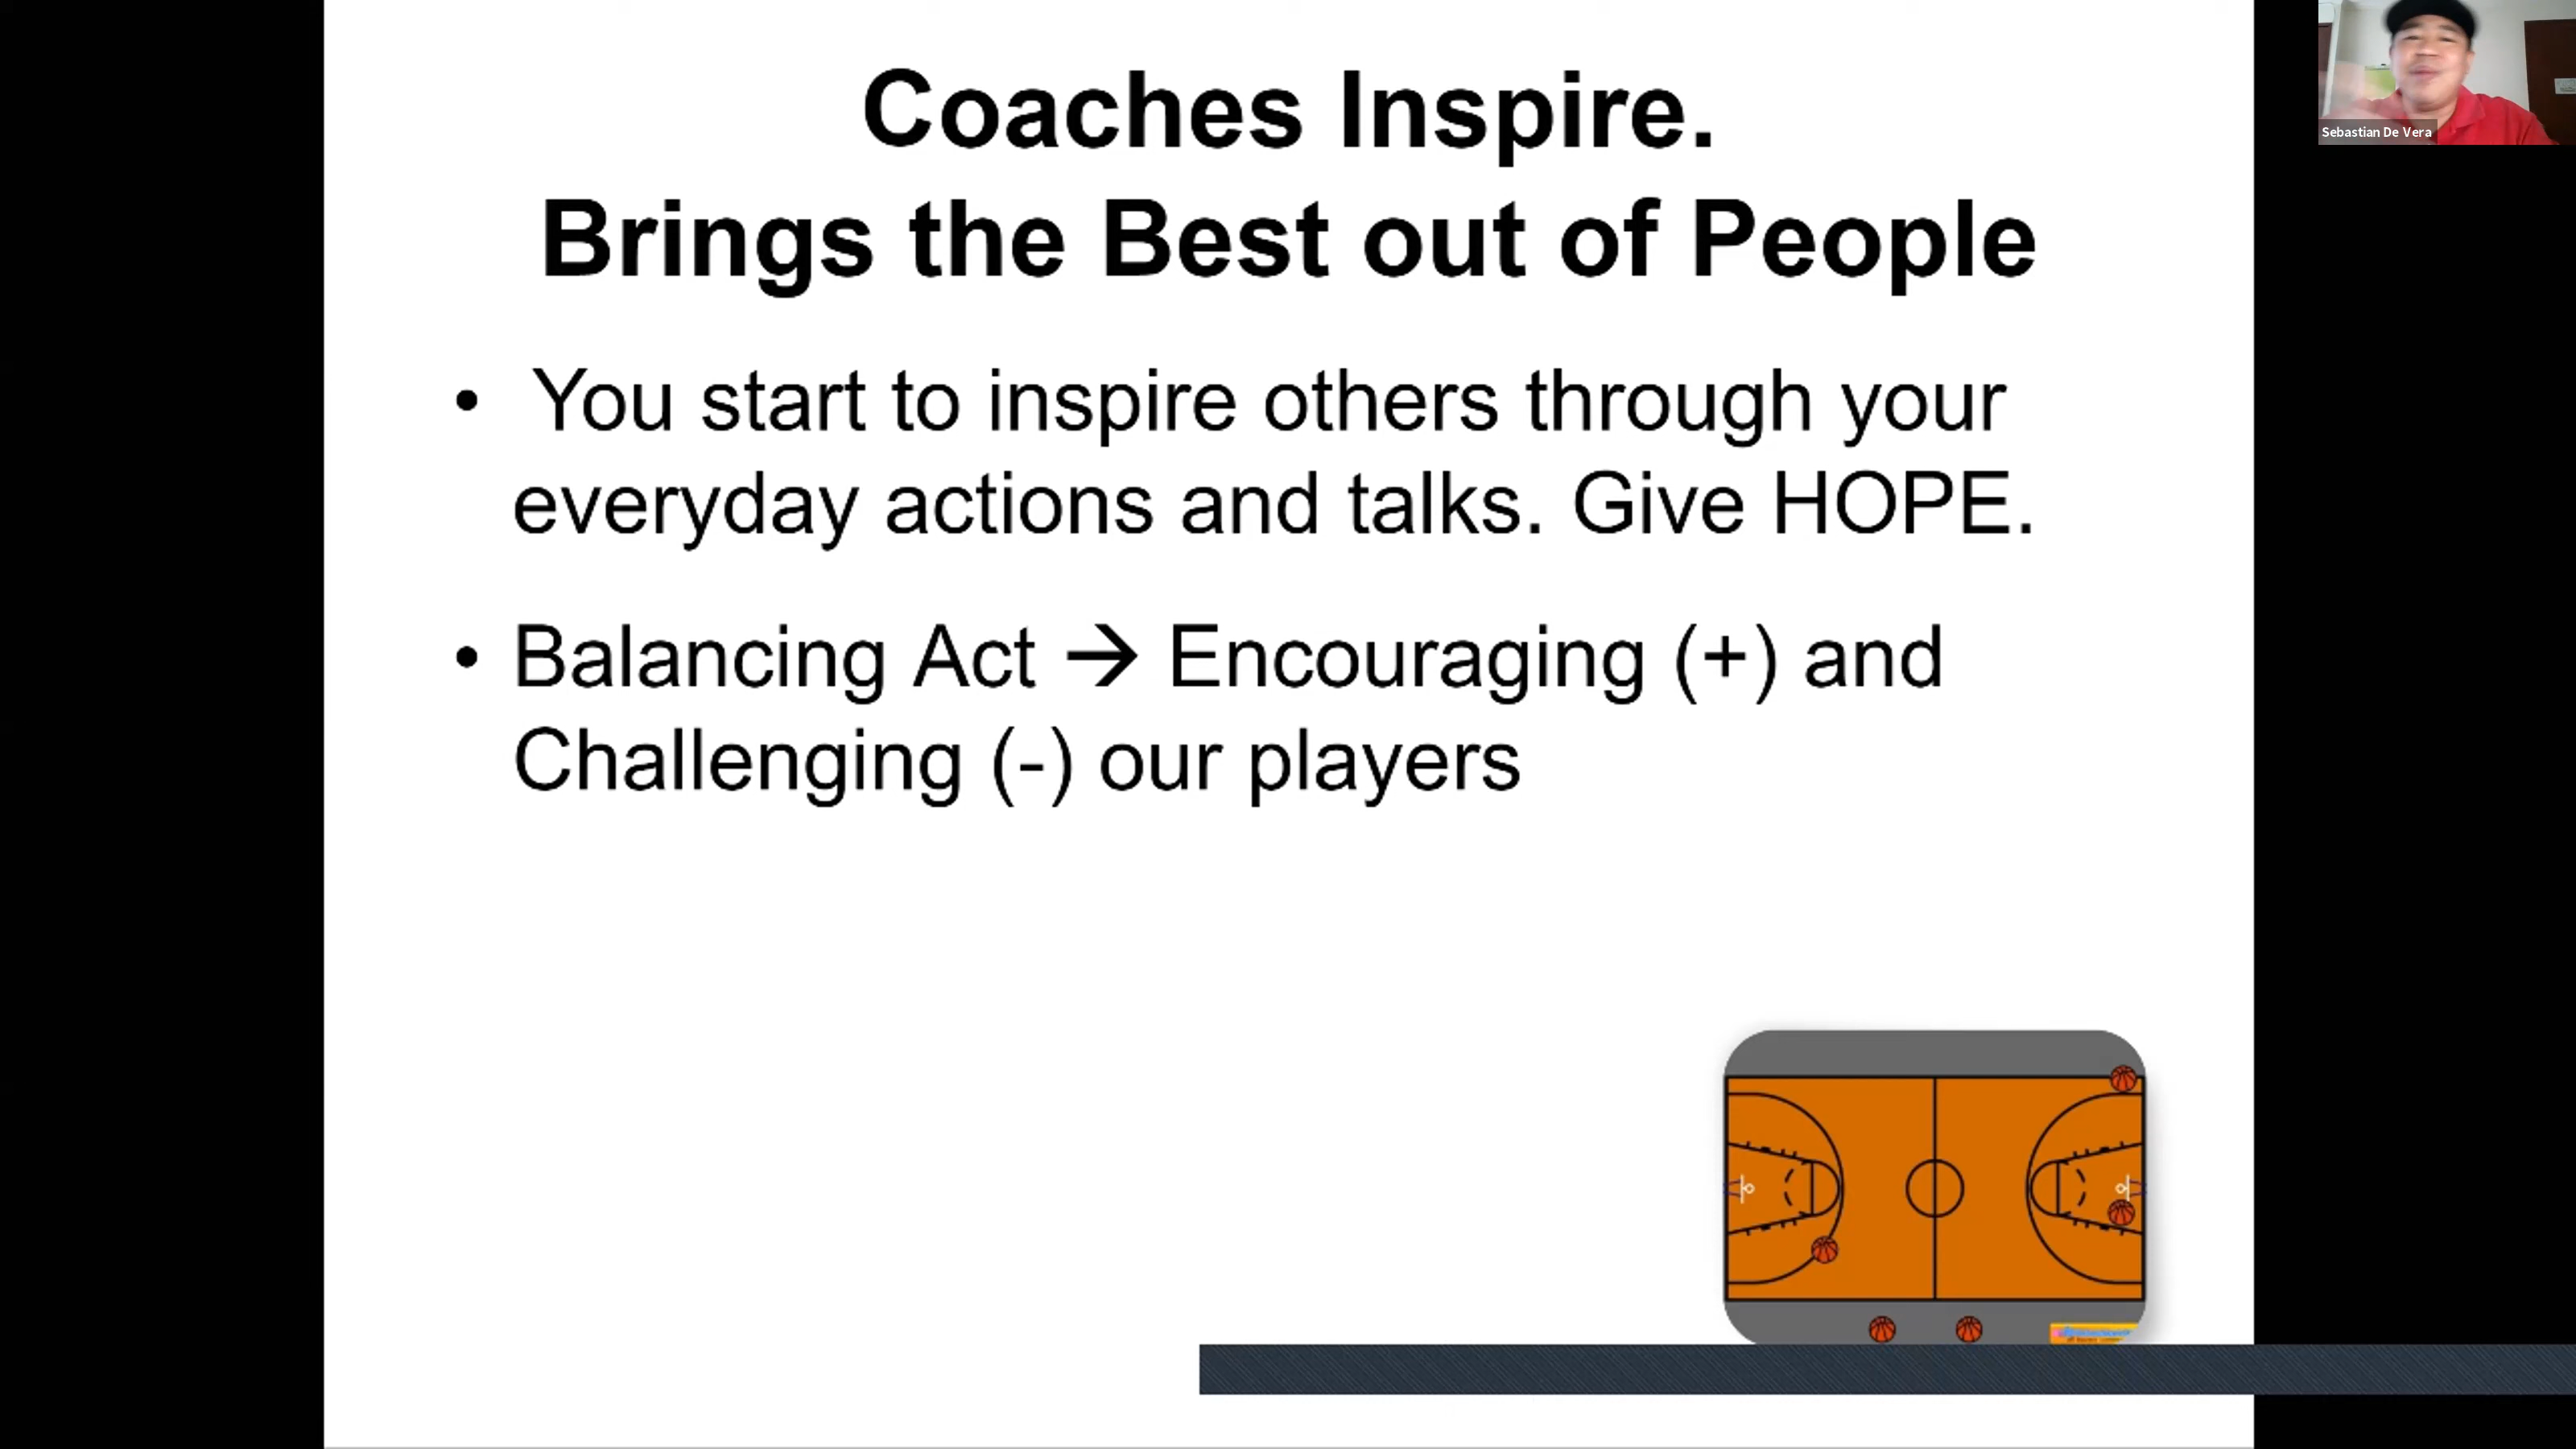 Coaches Inspire.
Brings the Best out of People
• You start to inspire others through your
everyday actions and talks. Give HOPE.
• Balancing Act → Encouraging (+) and
Challenging (-) our players
Sebastian De Vera